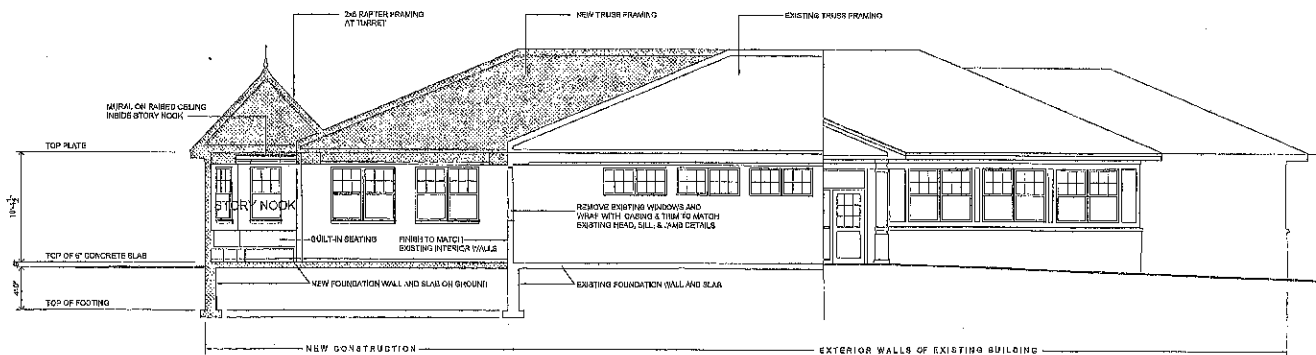 2x6 RAFTER FRAMING
AT TURRET
NEW TRUSS FRAMING
EXISTING TRUSS FRAMING
MURAL ON RAISED CEILING
INSIDE STORY NOOK
TOP PLATE
STORY NOOK
REMOVE EXISTING WINDOWS AND
WRAP WITH CASING & TRIM TO MATCH
EXISTING HEAD, SILL, & JAMB DETAILS
BUILT-IN SEATING
FINISH TO MATCH
EXISTING INTERIOR WALLS
TOP OF 6" CONCRETE SLAB
NEW FOUNDATION WALL AND SLAB ON GROUND
EXISTING FOUNDATION WALL AND SLAB
4'-0"
TOP OF FOOTING
NEW CONSTRUCTION
EXTERIOR WALLS OF EXISTING BUILDING